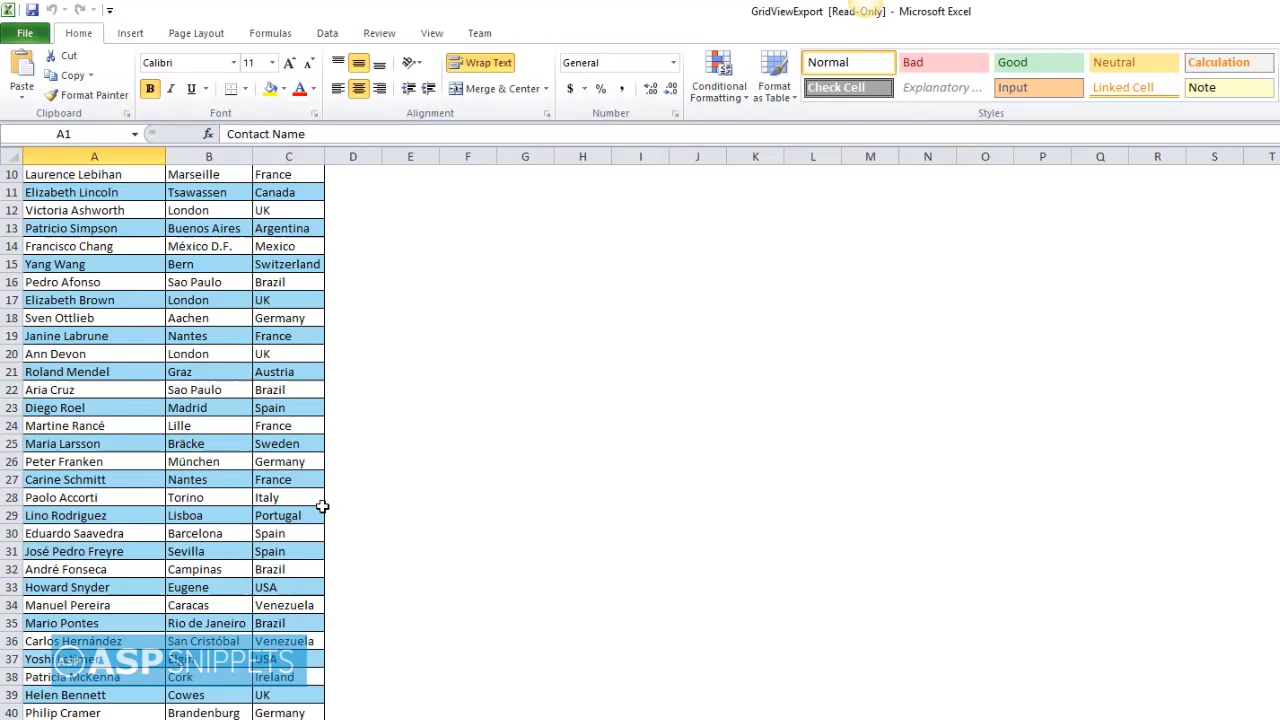 GridViewExport [Read-Only] - Microsoft Excel
File Home Insert Page Layout Formulas Data Review View Team
Cut
Copy
Format Painter
Paste
Clipboard
Calibri 11
B I U A
Font
Wrap Text
Merge & Center
Alignment
General
$ % ,
Number
Conditional Formatting
Format as Table
Normal Bad Good Neutral Calculation
Check Cell Explanatory ... Input Linked Cell Note
Styles
A1 fx Contact Name
A B C D E F G H I J K L M N O P Q R S T
10 Laurence Lebihan Marseille France
11 Elizabeth Lincoln Tsawassen Canada
12 Victoria Ashworth London UK
13 Patricio Simpson Buenos Aires Argentina
14 Francisco Chang México D.F. Mexico
15 Yang Wang Bern Switzerland
16 Pedro Afonso Sao Paulo Brazil
17 Elizabeth Brown London UK
18 Sven Ottlieb Aachen Germany
19 Janine Labrune Nantes France
20 Ann Devon London UK
21 Roland Mendel Graz Austria
22 Aria Cruz Sao Paulo Brazil
23 Diego Roel Madrid Spain
24 Martine Rancé Lille France
25 Maria Larsson Bräcke Sweden
26 Peter Franken München Germany
27 Carine Schmitt Nantes France
28 Paolo Accorti Torino Italy
29 Lino Rodriguez Lisboa Portugal
30 Eduardo Saavedra Barcelona Spain
31 José Pedro Freyre Sevilla Spain
32 André Fonseca Campinas Brazil
33 Howard Snyder Eugene USA
34 Manuel Pereira Caracas Venezuela
35 Mario Pontes Rio de Janeiro Brazil
36 Carlos Hernández San Cristóbal Venezuela
37 Yoshi Latimer Elgin USA
38 Patricia McKenna Cork Ireland
39 Helen Bennett Cowes UK
40 Philip Cramer Brandenburg Germany
ASPSNIPPETS